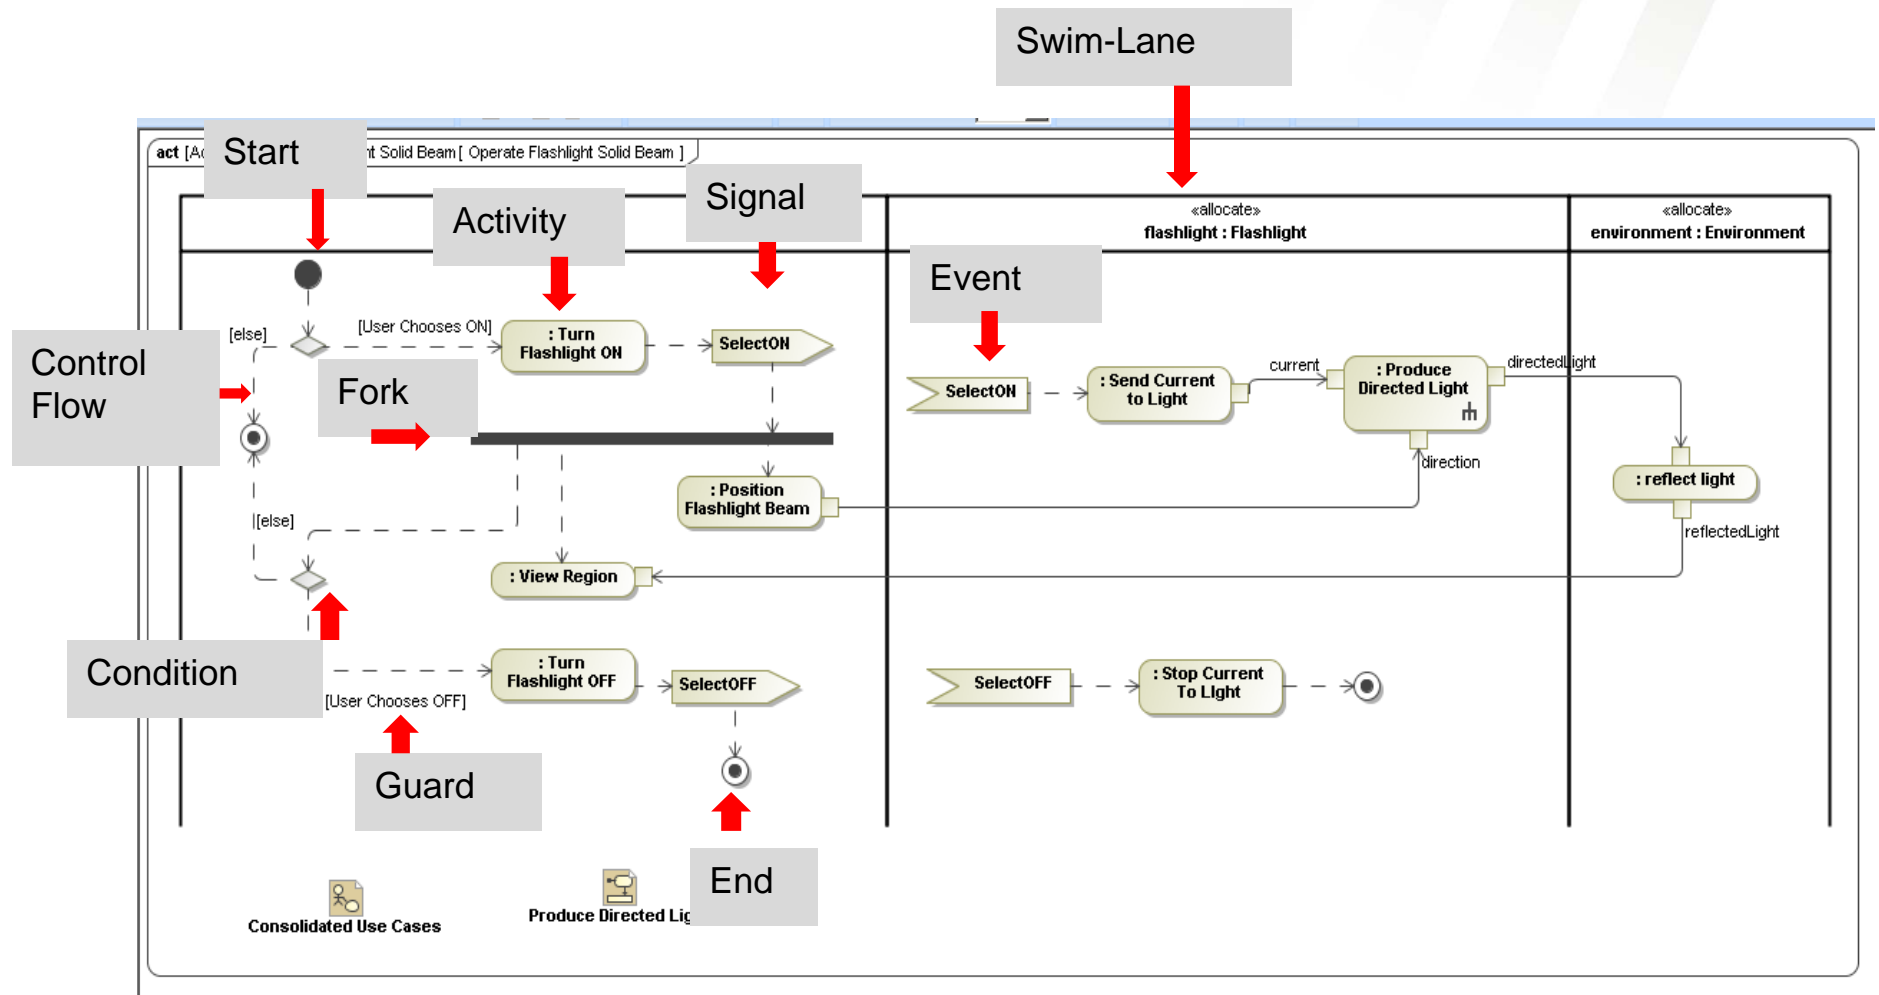 Swim-Lane
Start
act [Ac
nt Solid Beam [ Operate Flashlight Solid Beam ]
Signal
Activity
«allocate»
flashlight : Flashlight
«allocate»
environment : Environment
Event
[else]
[User Chooses ON]
: Turn
Flashlight ON
SelectON
Control
Flow
Fork
SelectON
: Send Current
to Light
current
: Produce
Directed Light
directedLight
direction
: reflect light
reflectedLight
: Position
Flashlight Beam
[else]
: View Region
Condition
: Turn
Flashlight OFF
SelectOFF
SelectOFF
: Stop Current
To LIght
[User Chooses OFF]
Guard
End
Consolidated Use Cases
Produce Directed Lig